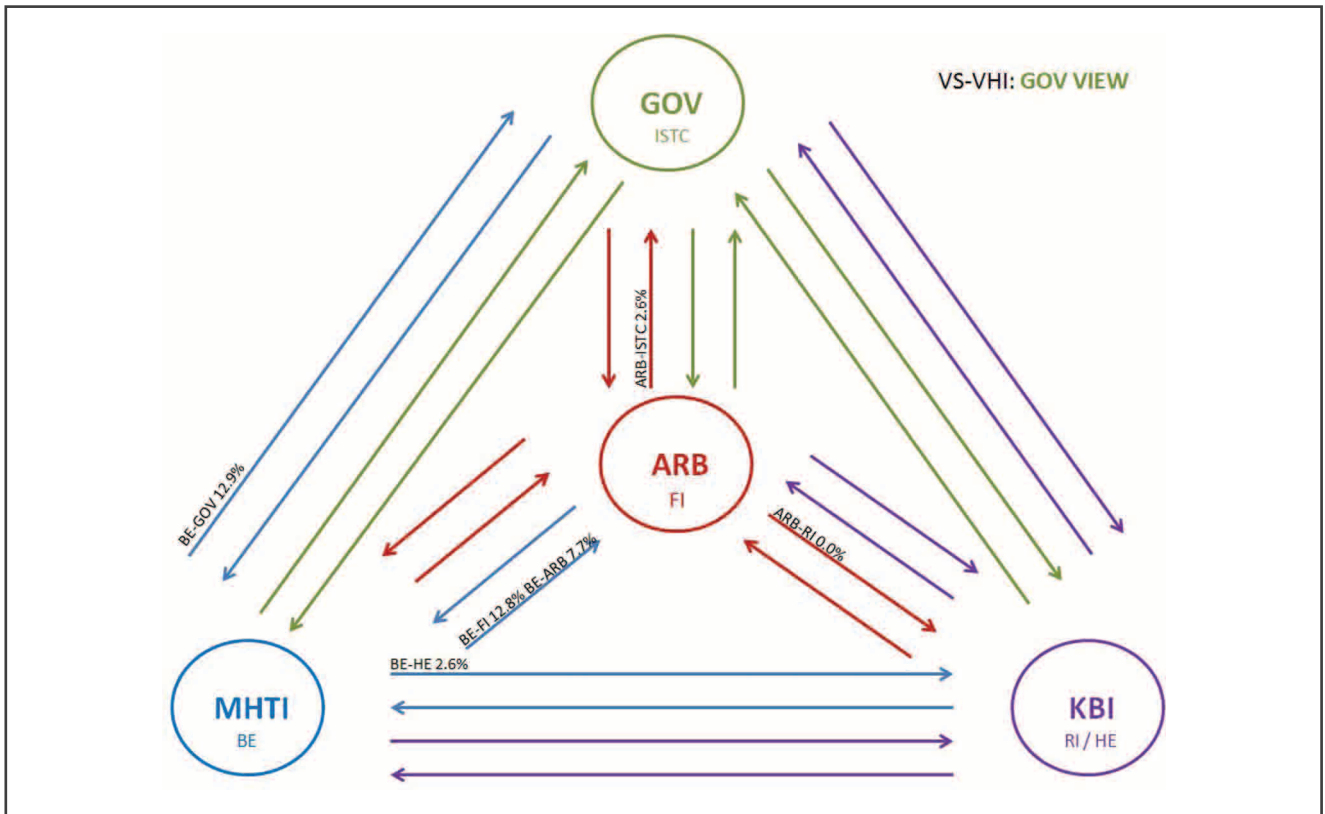 GOV
ISTC
VS-VHI: GOV VIEW
ARB-ISTC 2.6%
BE-GOV 12.9%
ARB
FI
ARB-RI 0.0%
BE-FI 12.8% BE-ARB 7.7%
BE-HE 2.6%
MHTI
BE
KBI
RI / HE